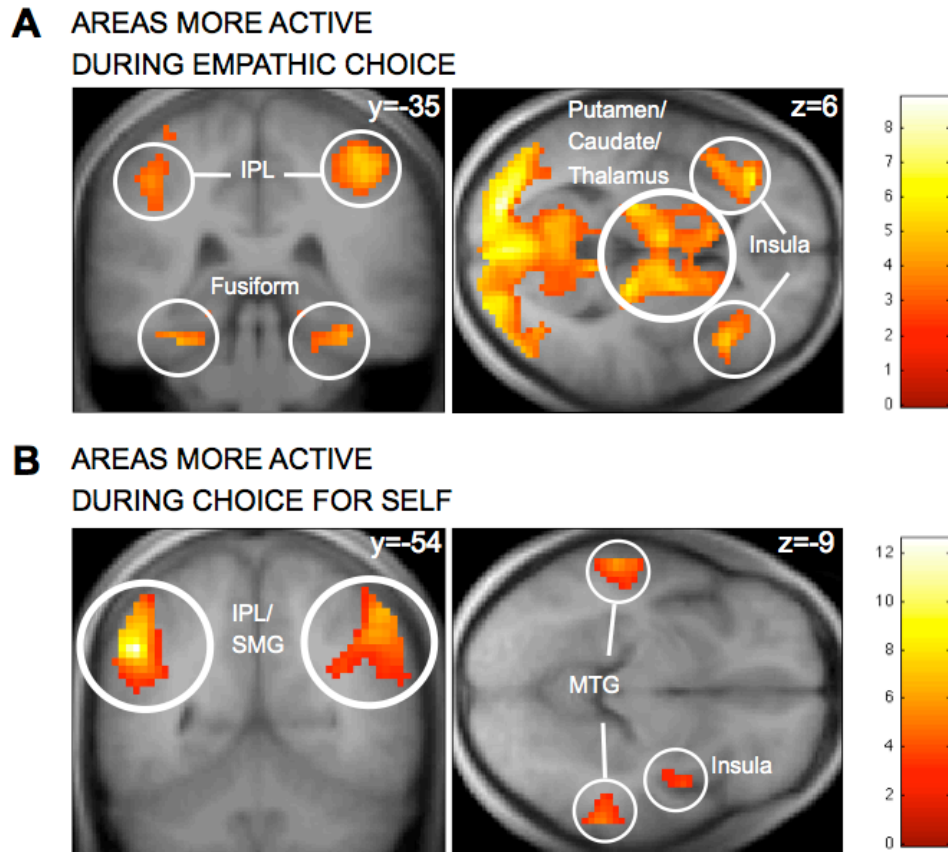 A AREAS MORE ACTIVE
DURING EMPATHIC CHOICE
y=-35
IPL
Fusiform
z=6
Putamen/
Caudate/
Thalamus
Insula
8
7
6
5
4
3
2
1
0
B AREAS MORE ACTIVE
DURING CHOICE FOR SELF
y=-54
IPL/
SMG
z=-9
MTG
Insula
12
10
8
6
4
2
0